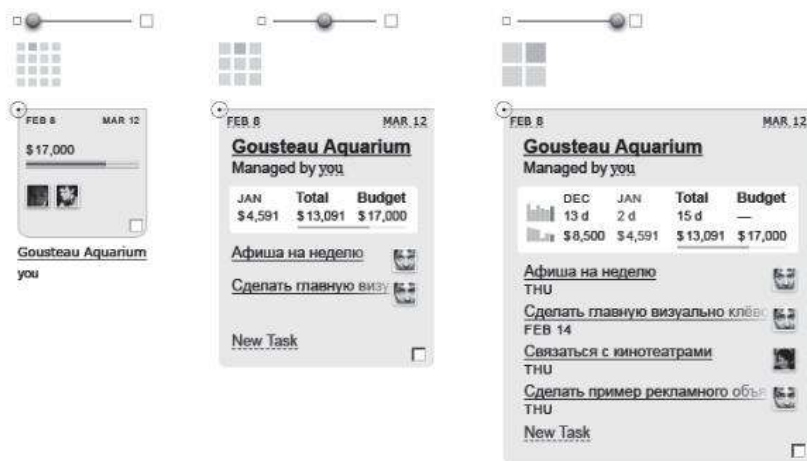 FEB 8 MAR 12
$17,000
Gousteau Aquarium
you
FEB 8 MAR 12
Gousteau Aquarium
Managed by you
JAN Total Budget
$4,591 $13,091 $17,000
Афиша на неделю
Сделать главную визу
New Task
FEB 8 MAR 12
Gousteau Aquarium
Managed by you
DEC JAN Total Budget
13 d 2 d 15 d —
$8,500 $4,591 $13,091 $17,000
Афиша на неделю
THU
Сделать главную визуально клёво
FEB 14
Связаться с кинотеатрами
THU
Сделать пример рекламного объя
THU
New Task